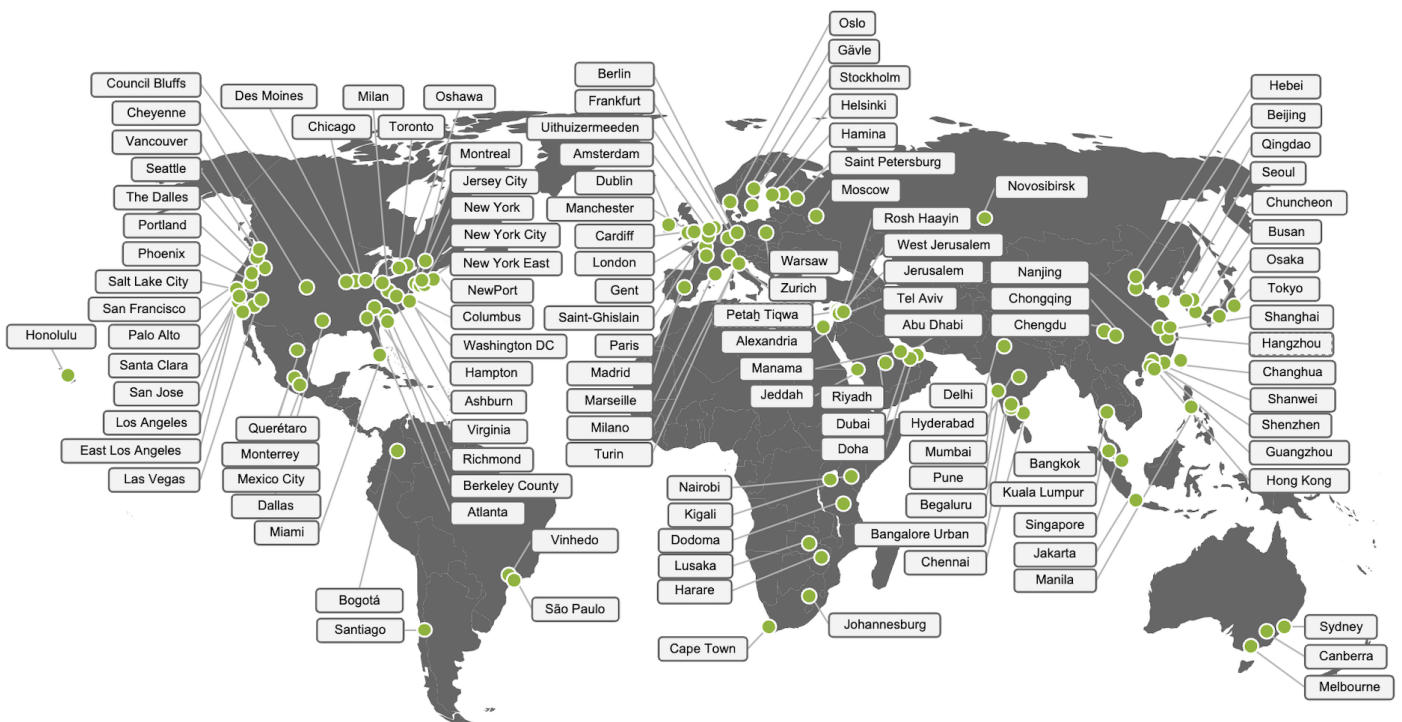 Oslo
Gävle
Stockholm
Helsinki
Hamina
Saint Petersburg
Moscow
Novosibirsk
Berlin
Frankfurt
Uithuizermeeden
Amsterdam
Dublin
Manchester
Cardiff
London
Gent
Saint-Ghislain
Paris
Madrid
Marseille
Milano
Turin
Warsaw
Zurich
Council Bluffs
Cheyenne
Vancouver
Seattle
The Dalles
Portland
Phoenix
Salt Lake City
San Francisco
Palo Alto
Santa Clara
San Jose
Los Angeles
East Los Angeles
Las Vegas
Honolulu
Des Moines
Chicago
Milan
Toronto
Oshawa
Montreal
Jersey City
New York
New York City
New York East
NewPort
Columbus
Washington DC
Hampton
Ashburn
Virginia
Richmond
Berkeley County
Atlanta
Querétaro
Monterrey
Mexico City
Dallas
Miami
Bogotá
Santiago
Vinhedo
São Paulo
Rosh Haayin
West Jerusalem
Jerusalem
Tel Aviv
Abu Dhabi
Petaẖ Tiqwa
Alexandria
Manama
Jeddah
Riyadh
Dubai
Doha
Nairobi
Kigali
Dodoma
Lusaka
Harare
Cape Town
Johannesburg
Nanjing
Chongqing
Chengdu
Delhi
Hyderabad
Mumbai
Pune
Begaluru
Bangalore Urban
Chennai
Bangkok
Kuala Lumpur
Singapore
Jakarta
Manila
Hebei
Beijing
Qingdao
Seoul
Chuncheon
Busan
Osaka
Tokyo
Shanghai
Hangzhou
Changhua
Shanwei
Shenzhen
Guangzhou
Hong Kong
Sydney
Canberra
Melbourne